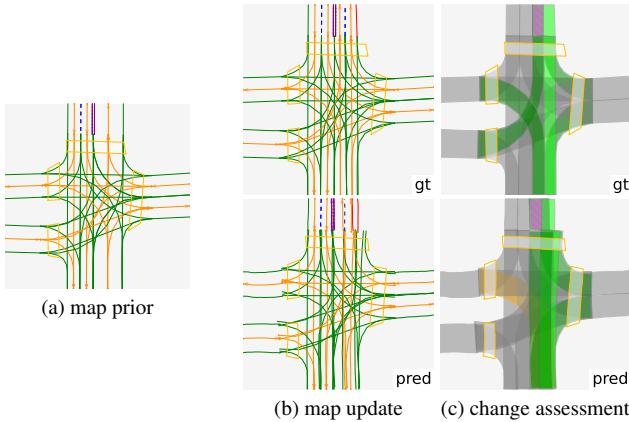 gt
gt
(a) map prior
pred
pred
(b) map update
(c) change assessment